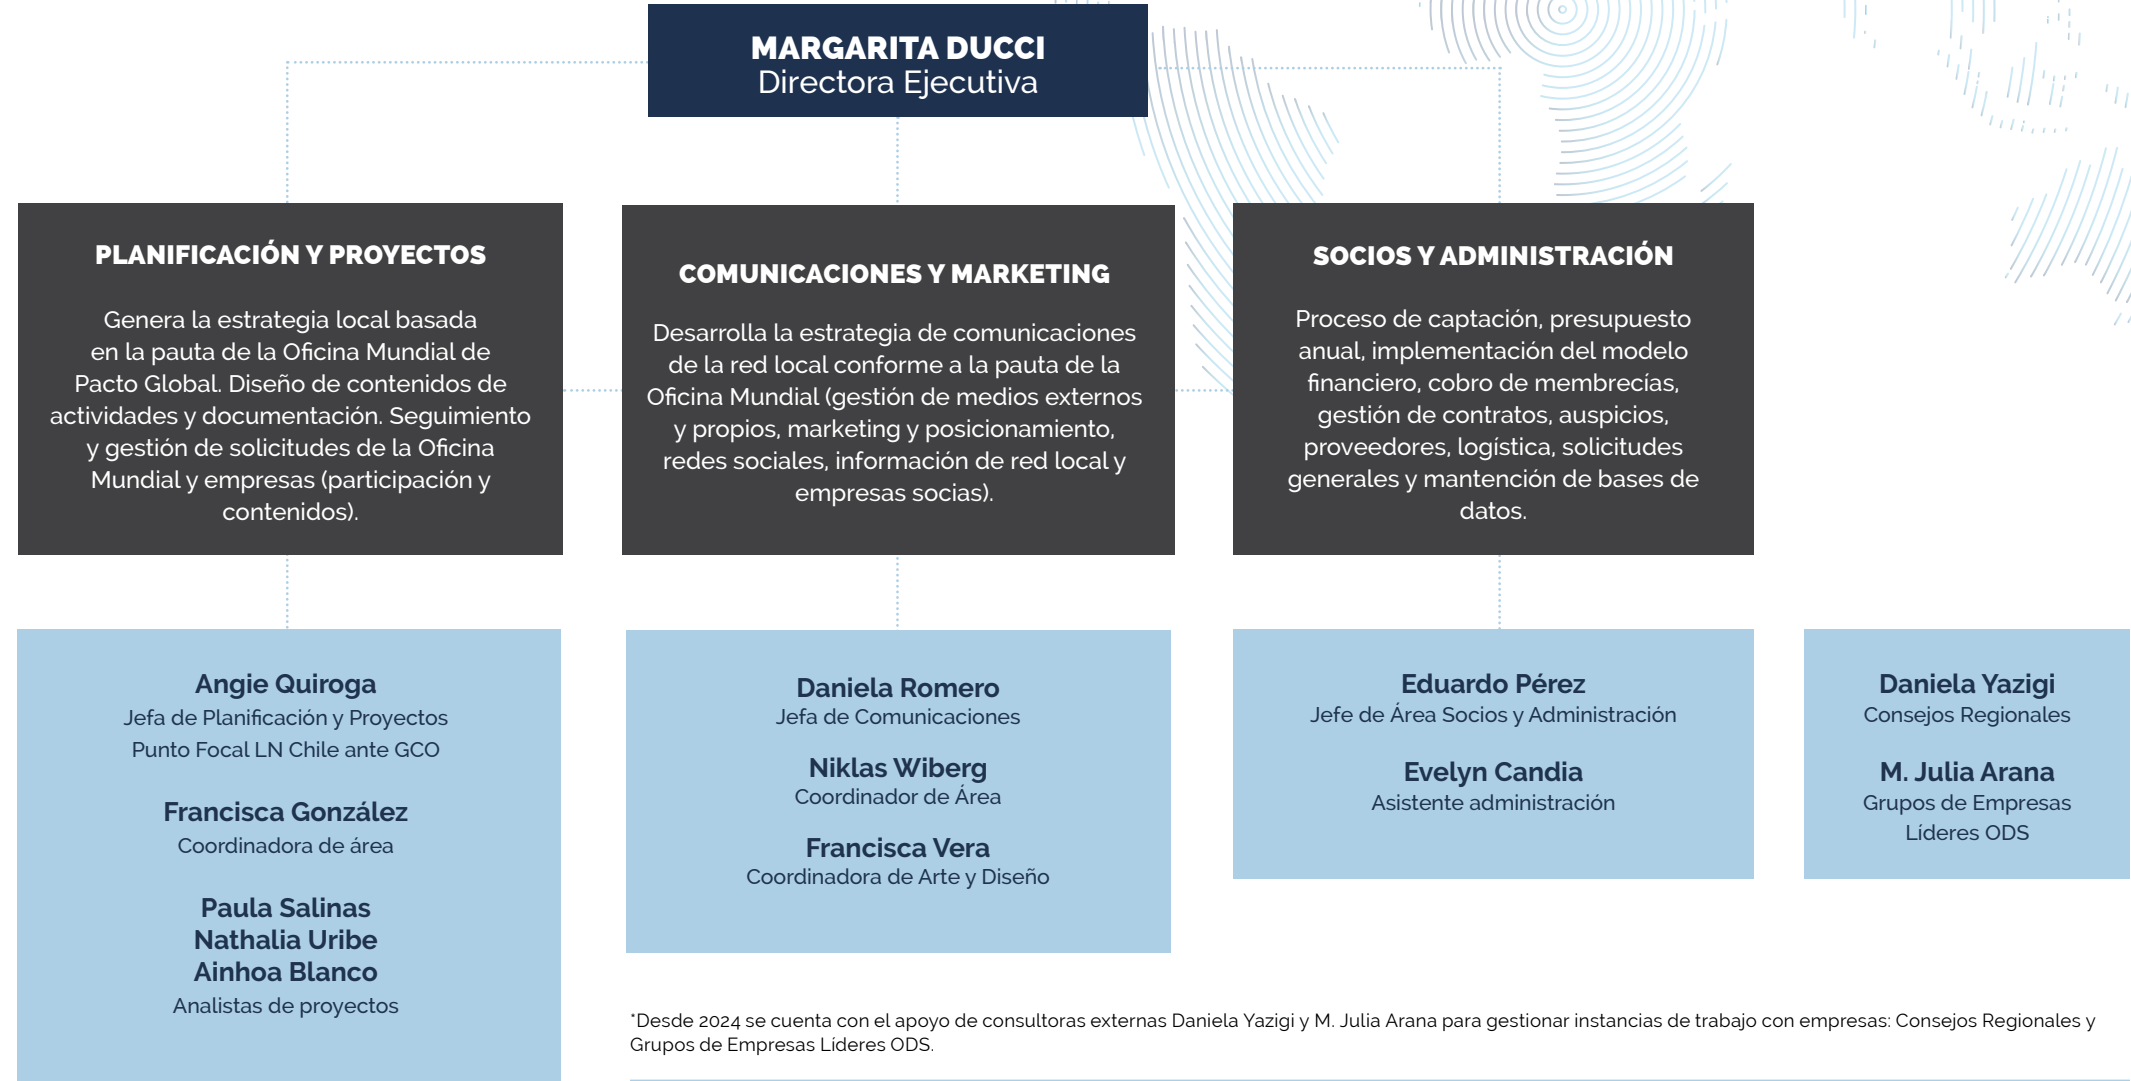 MARGARITA DUCCI
Directora Ejecutiva
PLANIFICACIÓN Y PROYECTOS
Genera la estrategia local basada
en la pauta de la Oficina Mundial de
Pacto Global. Diseño de contenidos de
actividades y documentación. Seguimiento
y gestión de solicitudes de la Oficina
Mundial y empresas (participación y
contenidos).
COMUNICACIONES Y MARKETING
Desarrolla la estrategia de comunicaciones
de la red local conforme a la pauta de la
Oficina Mundial (gestión de medios externos
y propios, marketing y posicionamiento,
redes sociales, información de red local y
empresas socias).
SOCIOS Y ADMINISTRACIÓN
Proceso de captación, presupuesto
anual, implementación del modelo
financiero, cobro de membrecías,
gestión de contratos, auspicios,
proveedores, logística, solicitudes
generales y mantención de bases de
datos.
Angie Quiroga
Jefa de Planificación y Proyectos
Punto Focal LN Chile ante GCO
Francisca González
Coordinadora de área
Paula Salinas
Nathalia Uribe
Ainhoa Blanco
Analistas de proyectos
Daniela Romero
Jefa de Comunicaciones
Niklas Wiberg
Coordinador de Área
Francisca Vera
Coordinadora de Arte y Diseño
Eduardo Pérez
Jefe de Área Socios y Administración
Evelyn Candia
Asistente administración
Daniela Yazigi
Consejos Regionales
M. Julia Arana
Grupos de Empresas
Líderes ODS
*Desde 2024 se cuenta con el apoyo de consultoras externas Daniela Yazigi y M. Julia Arana para gestionar instancias de trabajo con empresas: Consejos Regionales y
Grupos de Empresas Líderes ODS.